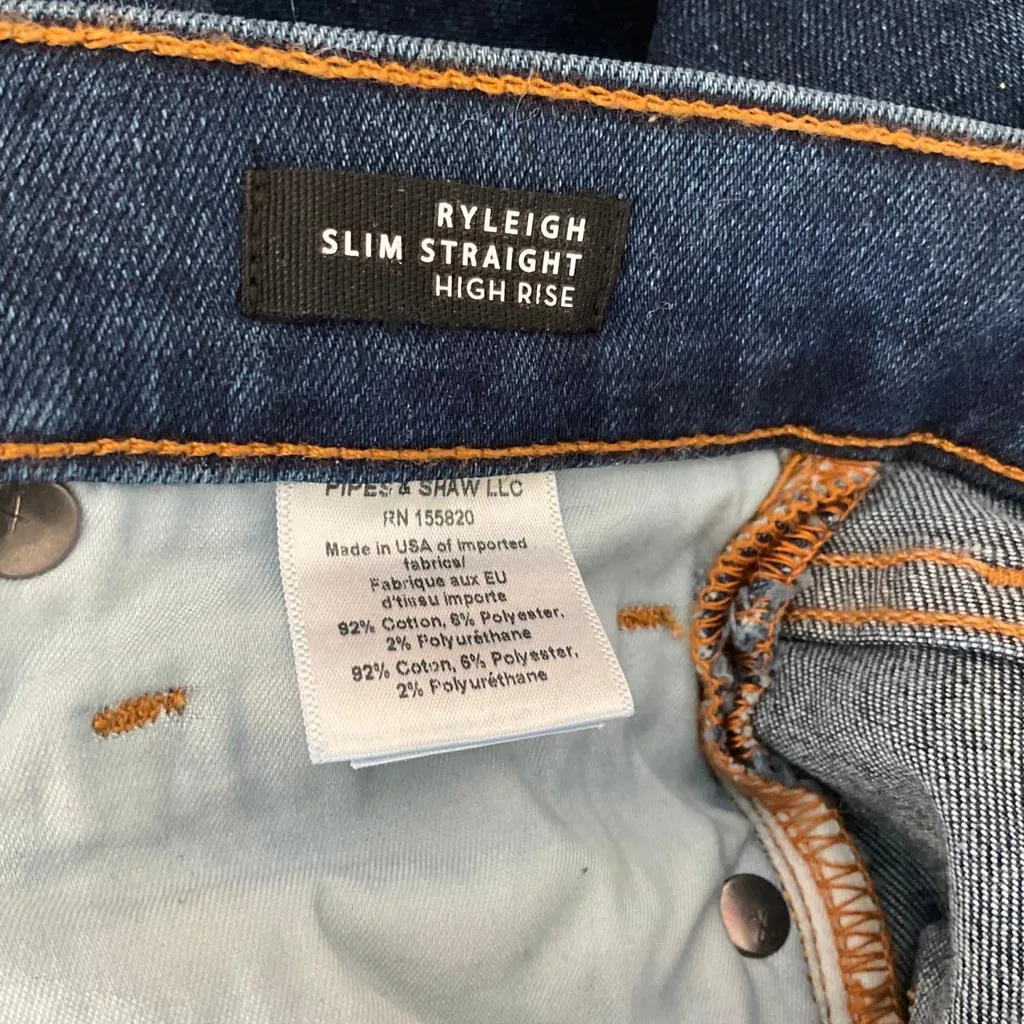 RYLEIGH
SLIM STRAIGHT
HIGH RISE
PIPES & SHAW LLC
RN 155820
Made in USA of imported
fabrics/
Fabrique aux EU
d'tissu importe
92% Cotton, 6% Polyester,
2% Polyuréthane
92% Coton, 6% Polyester,
2% Polyuréthane